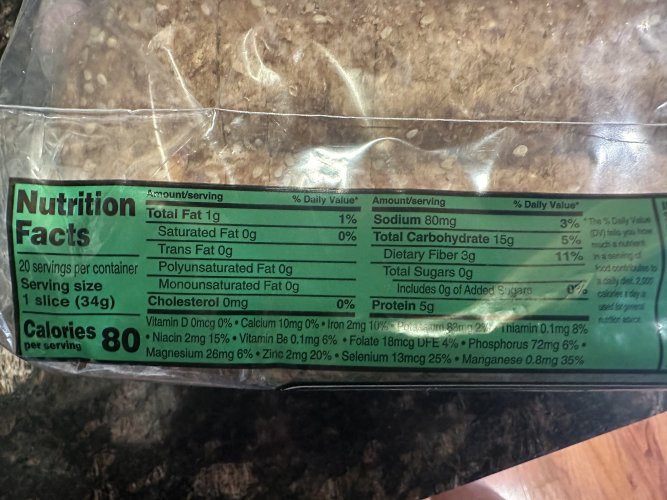 Nutrition
Facts
20 servings per container
Serving size
1 slice (34g)
Calories 80
per serving
Amount/serving % Daily Value*
Total Fat 1g 1%
Saturated Fat 0g 0%
Trans Fat 0g
Polyunsaturated Fat 0g
Monounsaturated Fat 0g
Cholesterol 0mg 0%
Amount/serving % Daily Value*
Sodium 80mg 3%
Total Carbohydrate 15g 5%
Dietary Fiber 3g 11%
Total Sugars 0g
Includes 0g of Added Sugars 0%
Protein 5g
Vitamin D 0mcg 0% • Calcium 10mg 0% • Iron 2mg 10% • Potassium 82mg 2% • Thiamin 0.1mg 8%
• Niacin 2mg 15% • Vitamin B6 0.1mg 6% • Folate 18mcg DFE 4% • Phosphorus 72mg 6% •
Magnesium 26mg 6% • Zinc 2mg 20% • Selenium 13mcg 25% • Manganese 0.8mg 35%
*The % Daily Value
(DV) tells you how
much a nutrient
in a serving of
food contributes to
a daily diet. 2,000
calories a day is
used for general
nutrition advice.